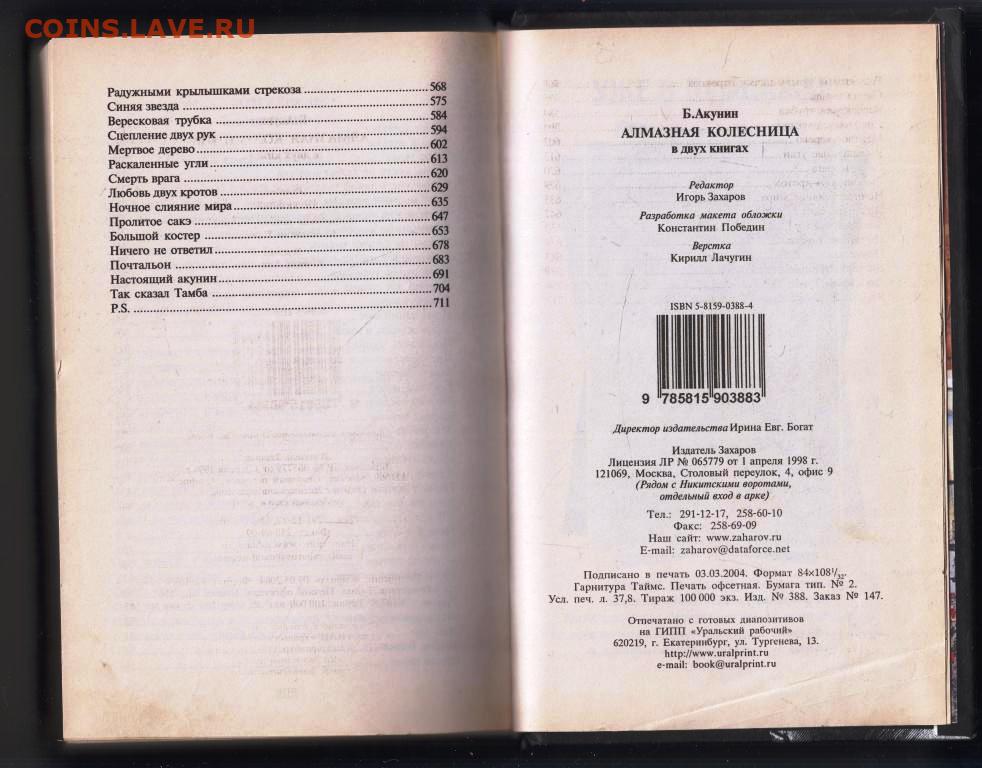 COINS.LAVE.RU
Радужными крылышками стрекоза ........ 568
Синяя звезда ........ 575
Вересковая трубка ........ 584
Сцепление двух рук ........ 594
Мертвое дерево ........ 602
Раскаленные угли ........ 613
Смерть врага ........ 620
Любовь двух кротов ........ 629
Ночное слияние мира ........ 635
Пролитое сакэ ........ 647
Большой костер ........ 653
Ничего не ответил ........ 678
Почтальон ........ 683
Настоящий акунин ........ 691
Так сказал Тамба ........ 704
P.S. ........ 711
Б.Акунин
АЛМАЗНАЯ КОЛЕСНИЦА
в двух книгах
Редактор
Игорь Захаров
Разработка макета обложки
Константин Победин
Верстка
Кирилл Лачугин
ISBN 5-8159-0388-4
9 785815 903883
Директор издательства Ирина Евг. Богат
Издатель Захаров
Лицензия ЛР № 065779 от 1 апреля 1998 г.
121069, Москва, Столовый переулок, 4, офис 9
(Рядом с Никитскими воротами,
отдельный вход в арке)
Тел.: 291-12-17, 258-60-10
Факс: 258-69-09
Наш сайт: www.zaharov.ru
E-mail: zaharov@dataforce.net
Подписано в печать 03.03.2004. Формат 84×108¹/₃₂.
Гарнитура Таймс. Печать офсетная. Бумага тип. № 2.
Усл. печ. л. 37,8. Тираж 100 000 экз. Изд. № 388. Заказ № 147.
Отпечатано с готовых диапозитивов
на ГИПП «Уральский рабочий»
620219, г. Екатеринбург, ул. Тургенева, 13.
http://www.uralprint.ru
e-mail: book@uralprint.ru